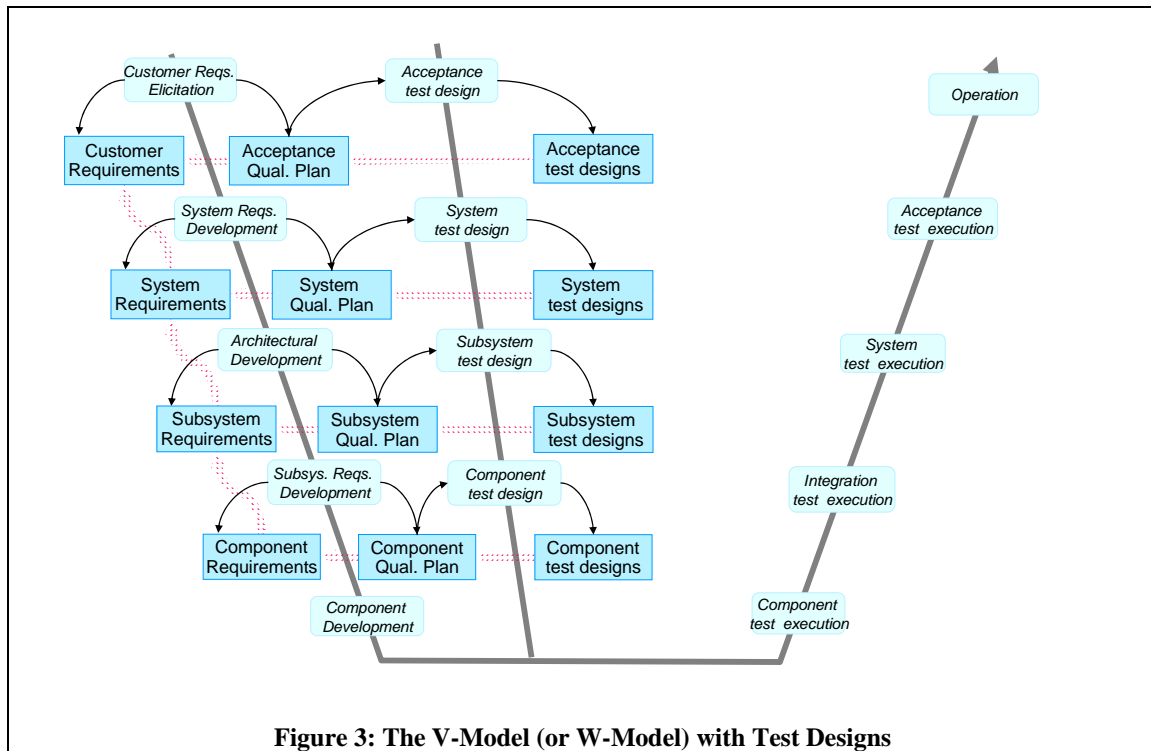 Customer Reqs.
Elicitation
Acceptance
test design
Operation
Customer
Requirements
Acceptance
Qual. Plan
Acceptance
test designs
System Reqs.
Development
System
test design
Acceptance
test execution
System
Requirements
System
Qual. Plan
System
test designs
Architectural
Development
Subsystem
test design
System
test execution
Subsystem
Requirements
Subsystem
Qual. Plan
Subsystem
test designs
Subsys. Reqs.
Development
Component
test design
Integration
test execution
Component
Requirements
Component
Qual. Plan
Component
test designs
Component
Development
Component
test execution
Figure 3: The V-Model (or W-Model) with Test Designs